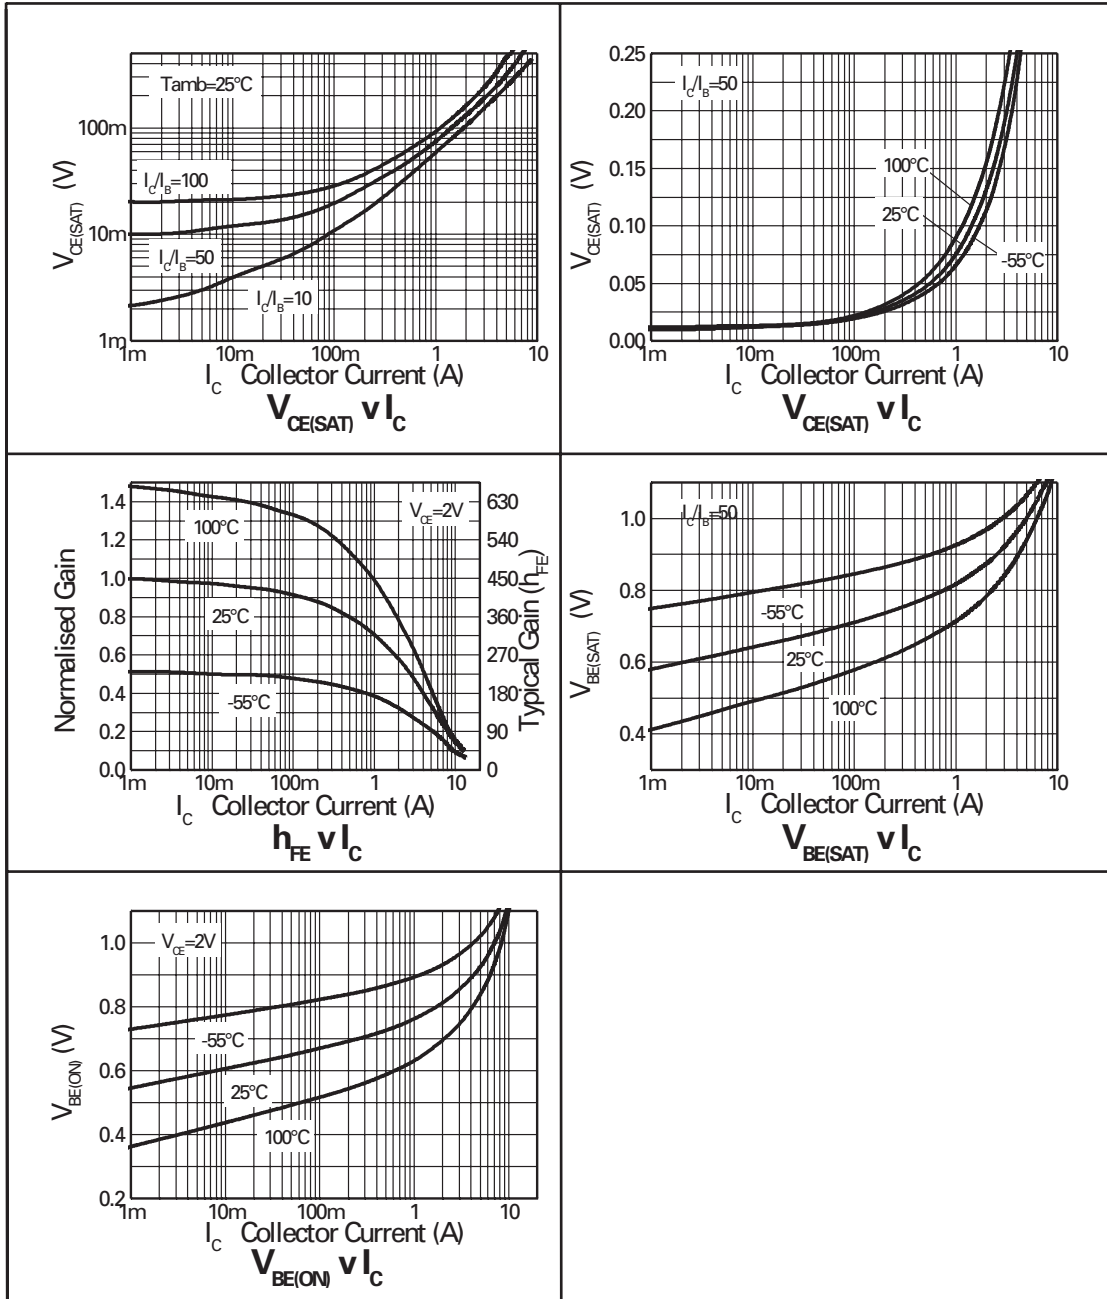 Tamb=25°C
100m
10m
1m
V_CE(SAT) (V)
I_C/I_B=100
I_C/I_B=50
I_C/I_B=10
1m 10m 100m 1 10
I_C Collector Current (A)
V_CE(SAT) v I_C
I_C/I_B=50
0.25
0.20
0.15
0.10
0.05
0.00
V_CE(SAT) (V)
100°C
25°C
-55°C
1m 10m 100m 1 10
I_C Collector Current (A)
V_CE(SAT) v I_C
V_CE=2V
1.4
1.2
1.0
0.8
0.6
0.4
0.2
0.0
Normalised Gain
100°C
25°C
-55°C
630
540
450
360
270
180
90
0
Typical Gain (h_FE)
1m 10m 100m 1 10
I_C Collector Current (A)
h_FE v I_C
I_C/I_B=50
1.0
0.8
0.6
0.4
V_BE(SAT) (V)
-55°C
25°C
100°C
1m 10m 100m 1 10
I_C Collector Current (A)
V_BE(SAT) v I_C
V_CE=2V
1.0
0.8
0.6
0.4
0.2
V_BE(ON) (V)
-55°C
25°C
100°C
1m 10m 100m 1 10
I_C Collector Current (A)
V_BE(ON) v I_C